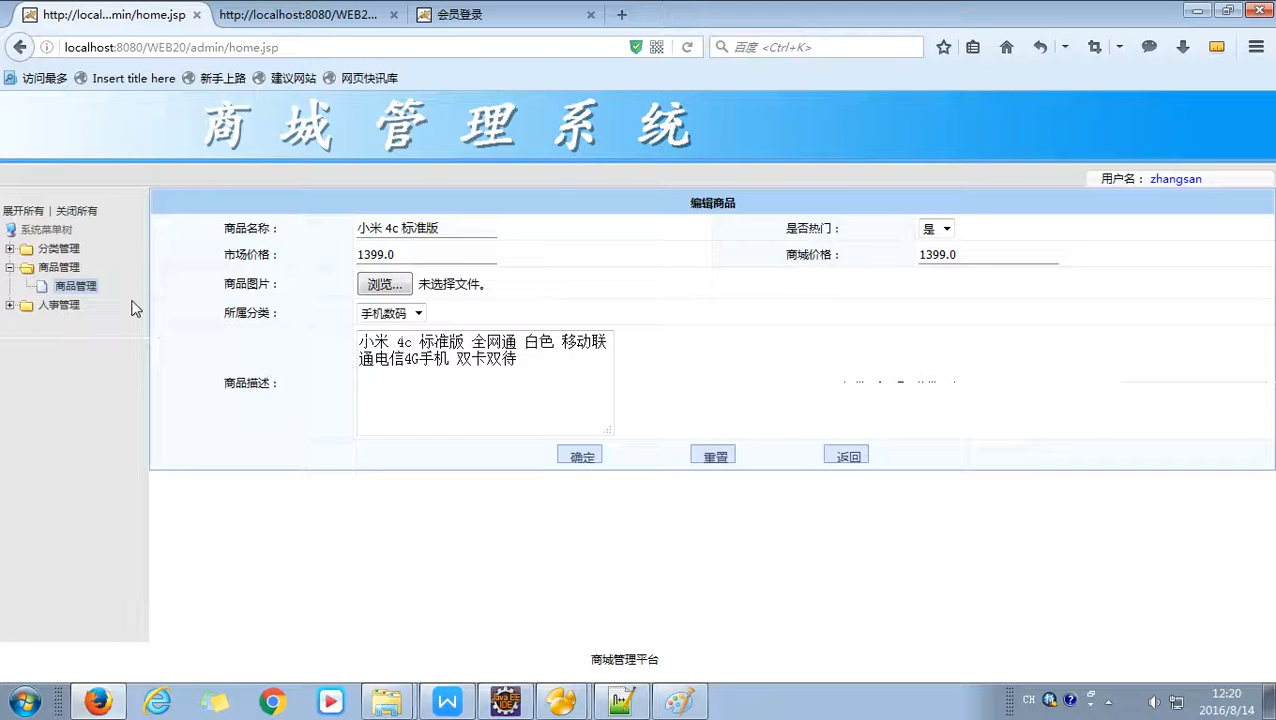 http://local...min/home.jsp
http://localhost:8080/WEB2...
会员登录
localhost:8080/WEB20/admin/home.jsp
百度 <Ctrl+K>
访问最多
Insert title here
新手上路
建议网站
网页快讯库
商城管理系统
用户名： zhangsan
展开所有 | 关闭所有
系统菜单树
分类管理
商品管理
商品管理
人事管理
编辑商品
商品名称： 小米 4c 标准版 是否热门： 是
市场价格： 1399.0 商城价格： 1399.0
商品图片： 浏览... 未选择文件。
所属分类： 手机数码
商品描述：
小米 4c 标准版 全网通 白色 移动联
通电信4G手机 双卡双待
确定 重置 返回
商城管理平台
CH
12:20
2016/8/14